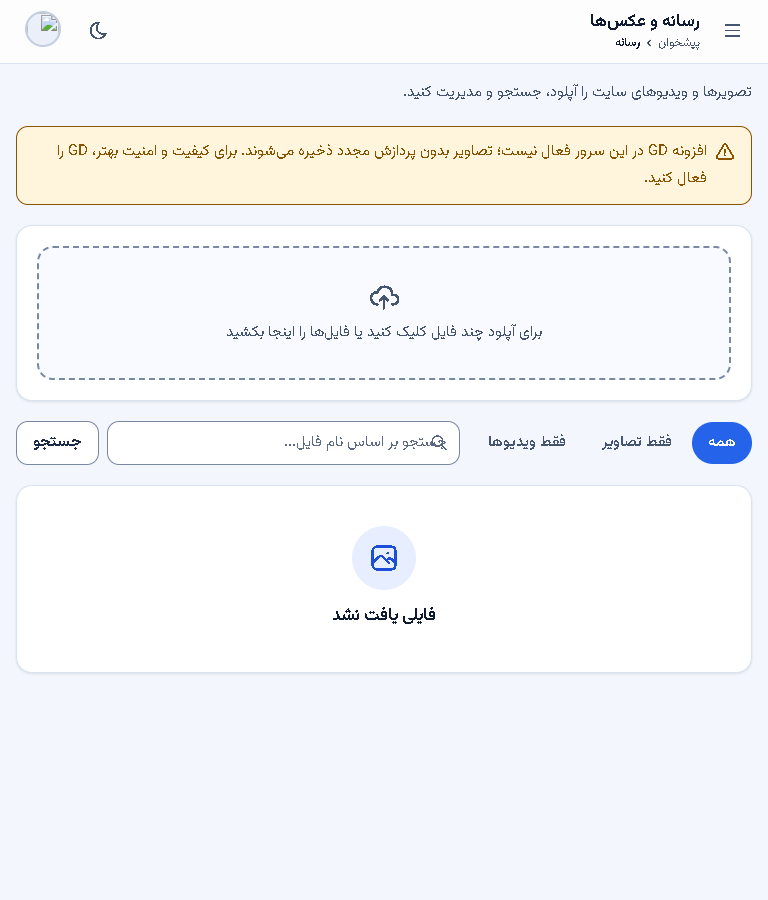 رسانه و عکس‌ها
پیشخوان › رسانه
تصویرها و ویدیوهای سایت را آپلود، جستجو و مدیریت کنید.
افزونه GD در این سرور فعال نیست؛ تصاویر بدون پردازش مجدد ذخیره می‌شوند. برای کیفیت و امنیت بهتر، GD را
فعال کنید.
برای آپلود چند فایل کلیک کنید یا فایل‌ها را اینجا بکشید
همه
فقط تصاویر
فقط ویدیوها
جستجو بر اساس نام فایل...
جستجو
فایلی یافت نشد